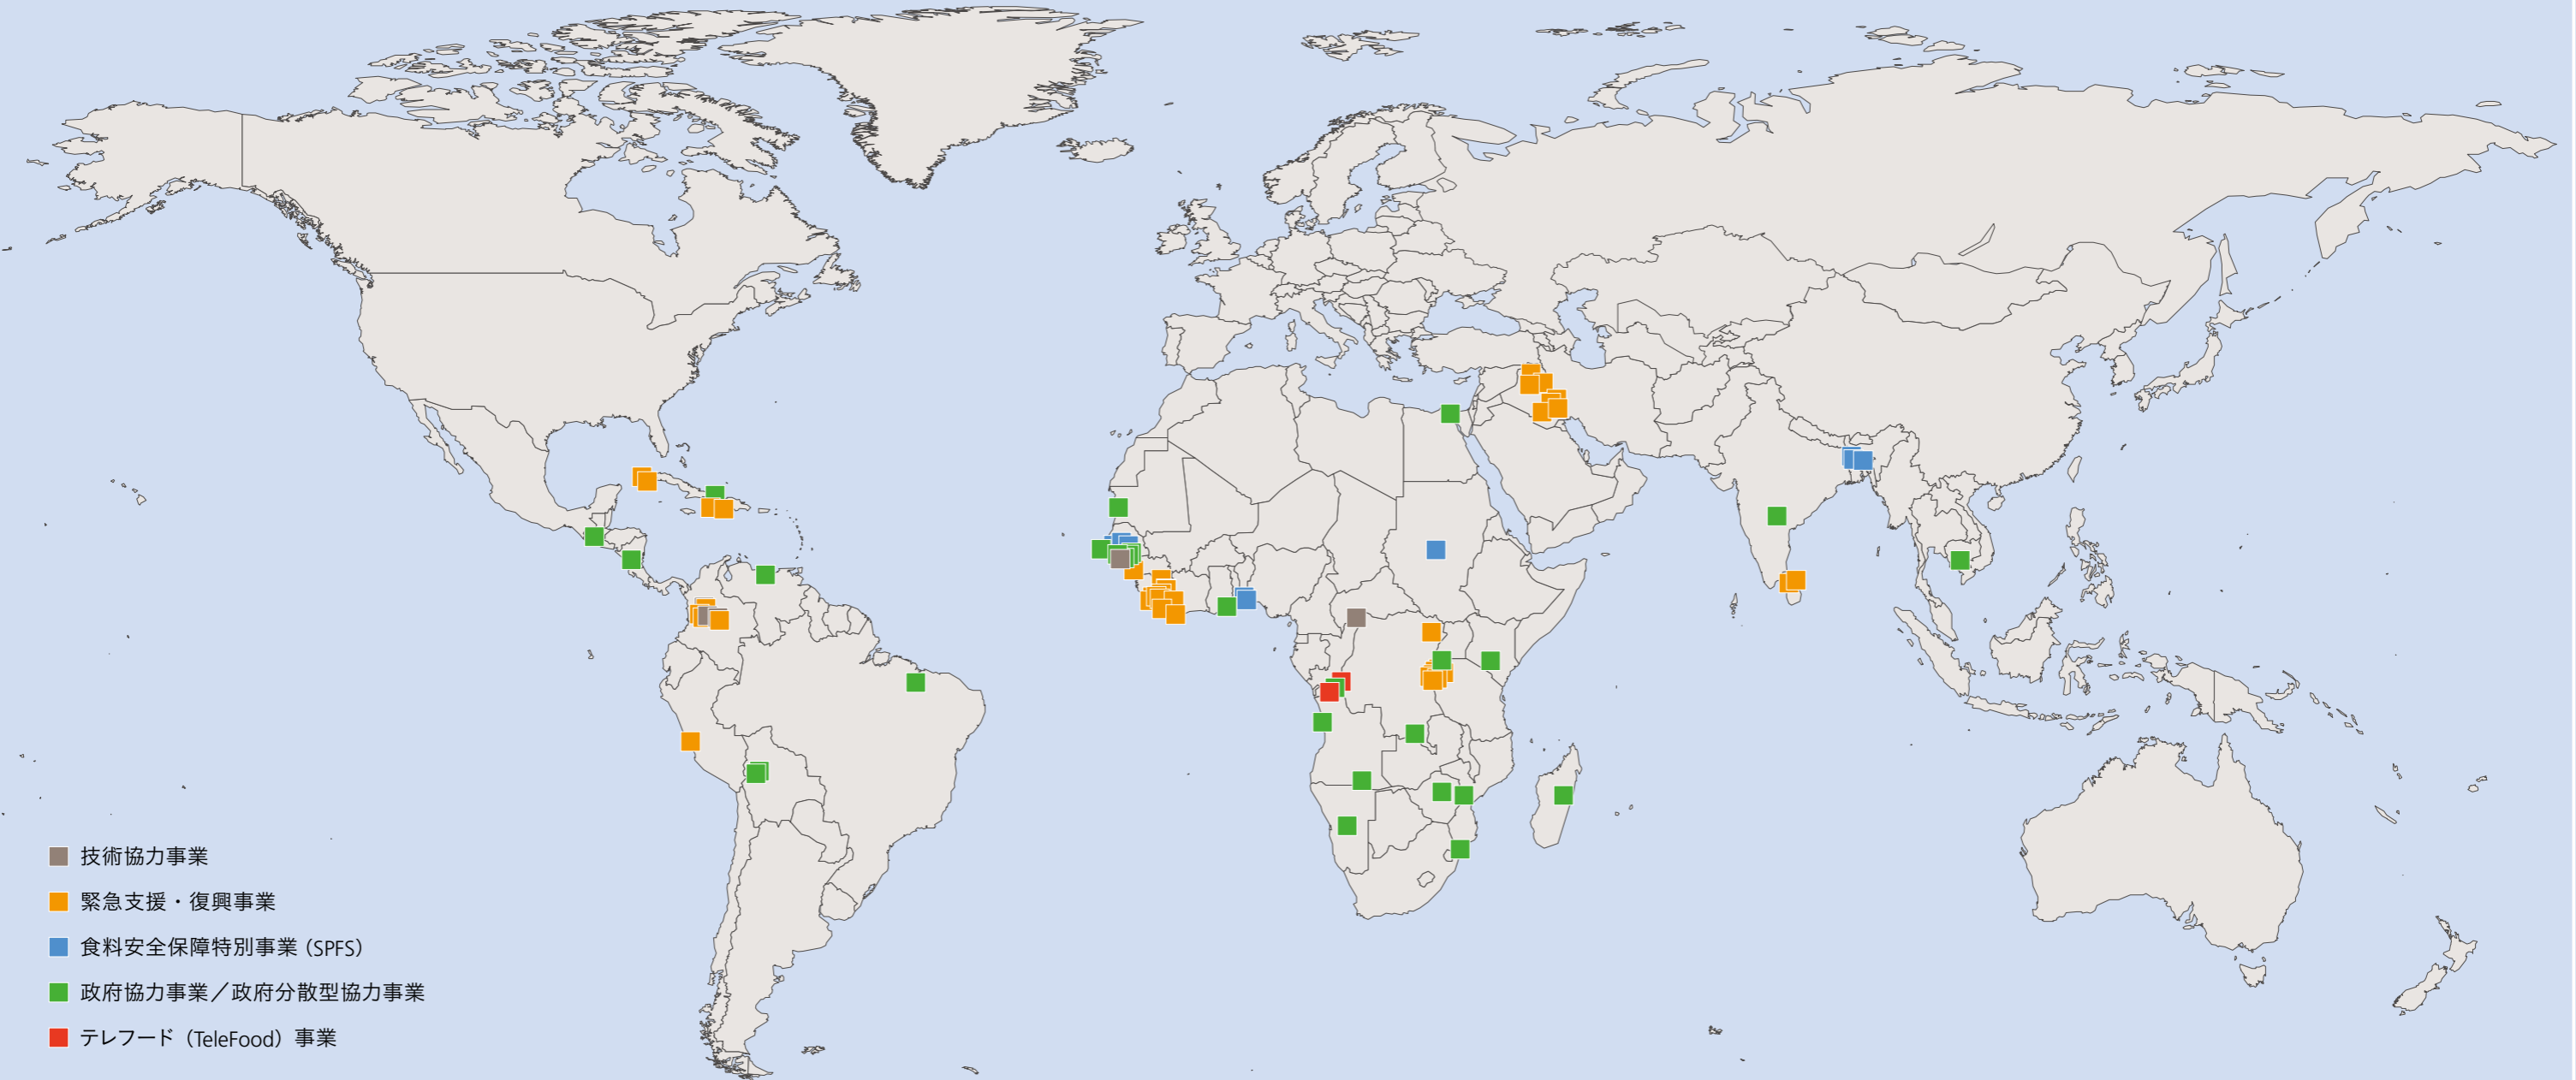 技術協力事業
緊急支援・復興事業
食料安全保障特別事業（SPFS）
政府協力事業／政府分散型協力事業
テレフード（TeleFood）事業